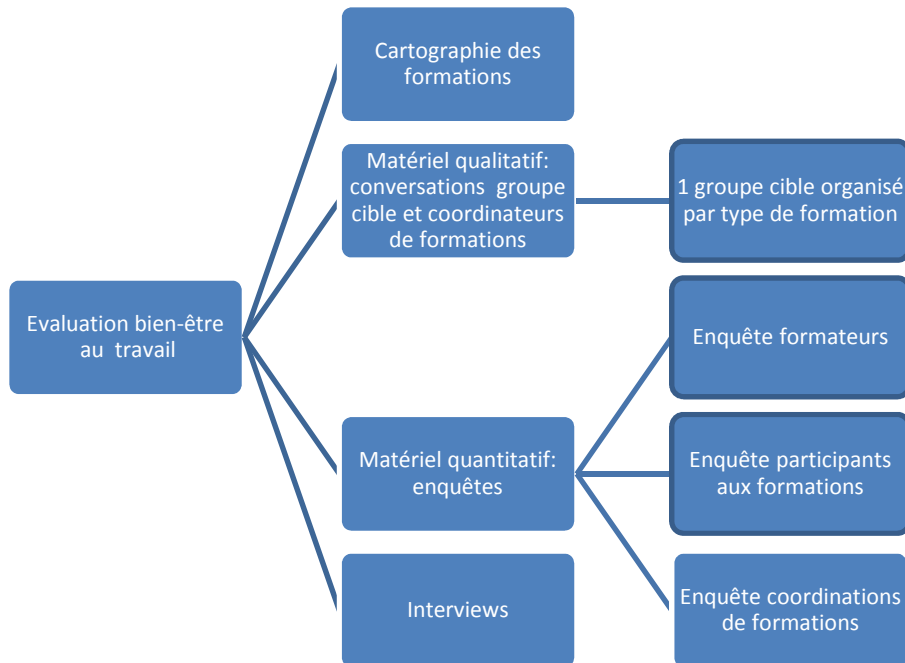 Cartographie des
formations
Matériel qualitatif:
conversations groupe
cible et coordinateurs
de formations
1 groupe cible organisé
par type de formation
Evaluation bien-être
au travail
Enquête formateurs
Matériel quantitatif:
enquêtes
Enquête participants
aux formations
Interviews
Enquête coordinations
de formations